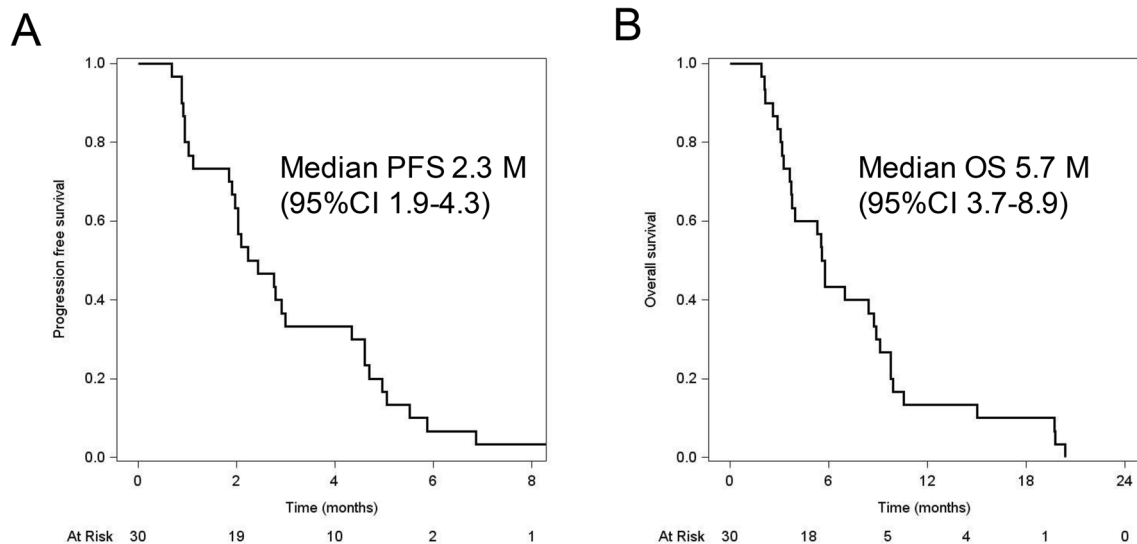 A
1.0
0.8
0.6
0.4
0.2
0.0
Progression free survival
Median PFS 2.3 M
(95%CI 1.9-4.3)
0 2 4 6 8
Time (months)
At Risk 30 19 10 2 1
B
1.0
0.8
0.6
0.4
0.2
0.0
Overall survival
Median OS 5.7 M
(95%CI 3.7-8.9)
0 6 12 18 24
Time (months)
At Risk 30 18 5 4 1 0